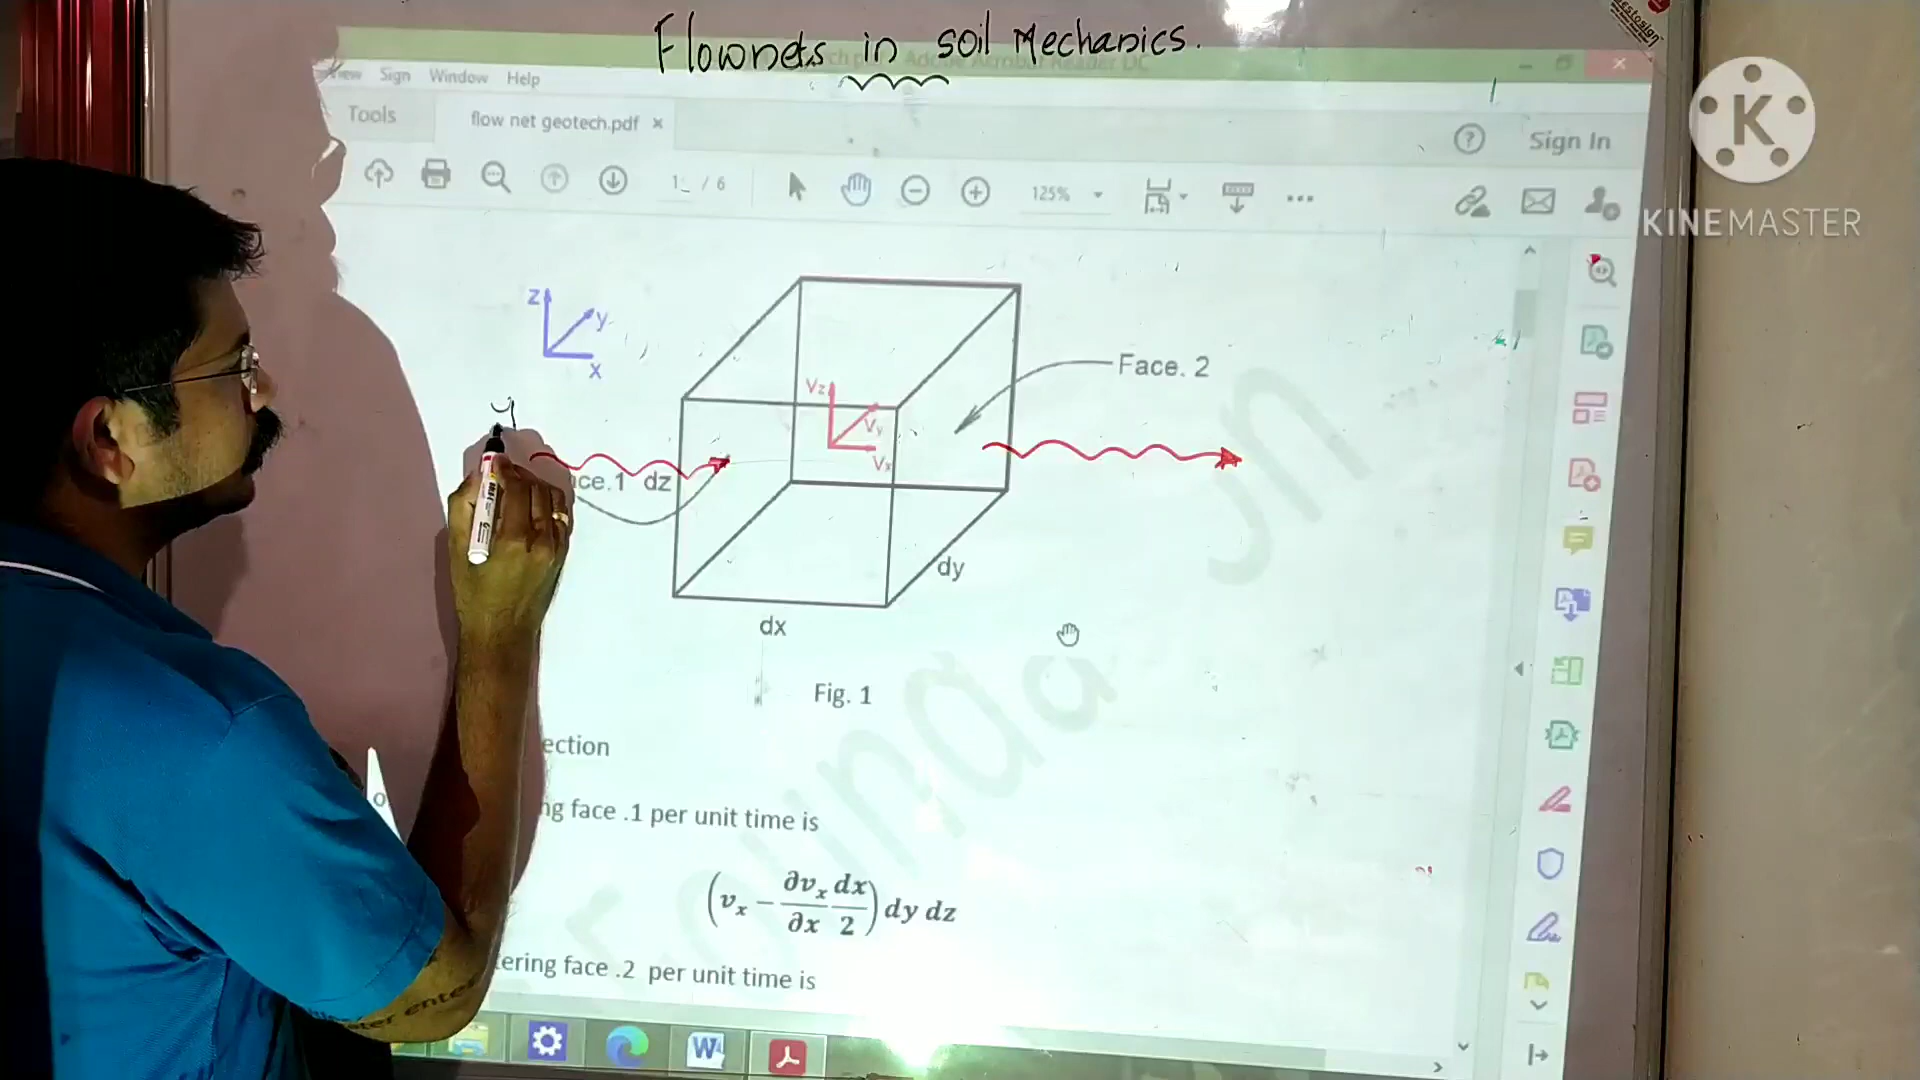 Flownets in soil Mechanics.
Sign Window Help
Tools flow net geotech.pdf ×
Sign In
1 / 6 125%
K
KINEMASTER
z
y
x
Face. 2
Vz
Vy
Vx
ce.1 dz
dy
dx
Fig. 1
ection
ng face .1 per unit time is
(vₓ − ∂vₓ/∂x dx/2) dy dz
tering face .2 per unit time is